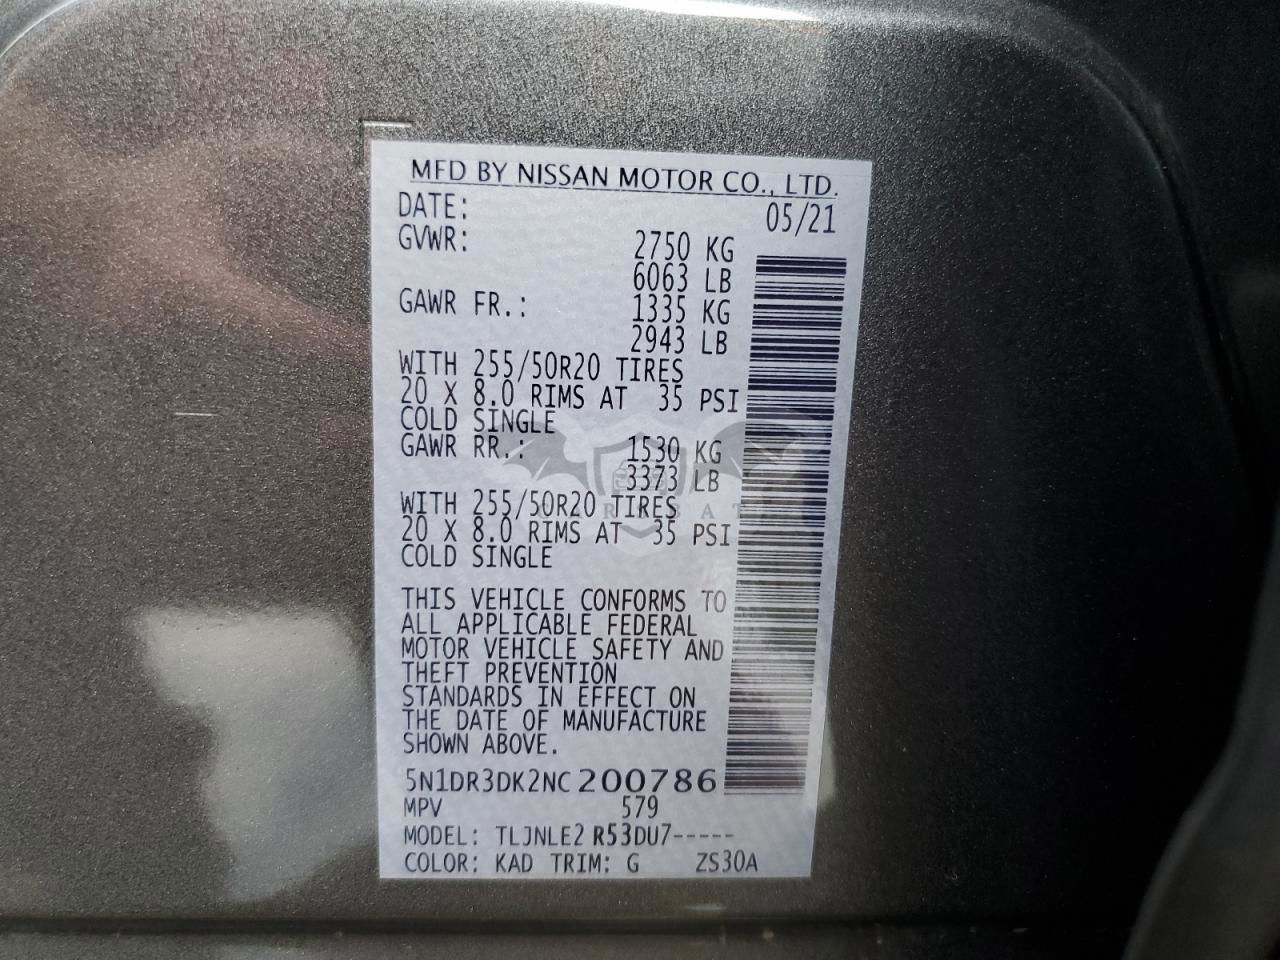 MFD BY NISSAN MOTOR CO., LTD.
DATE: 05/21
GVWR: 2750 KG
6063 LB
GAWR FR.: 1335 KG
2943 LB
WITH 255/50R20 TIRES
20 X 8.0 RIMS AT 35 PSI
COLD SINGLE
GAWR RR.: 1530 KG
3373 LB
WITH 255/50R20 TIRES
20 X 8.0 RIMS AT 35 PSI
COLD SINGLE
THIS VEHICLE CONFORMS TO
ALL APPLICABLE FEDERAL
MOTOR VEHICLE SAFETY AND
THEFT PREVENTION
STANDARDS IN EFFECT ON
THE DATE OF MANUFACTURE
SHOWN ABOVE.
5N1DR3DK2NC200786
MPV 579
MODEL: TLJNLE2 R53DU7-----
COLOR: KAD TRIM: G ZS30A